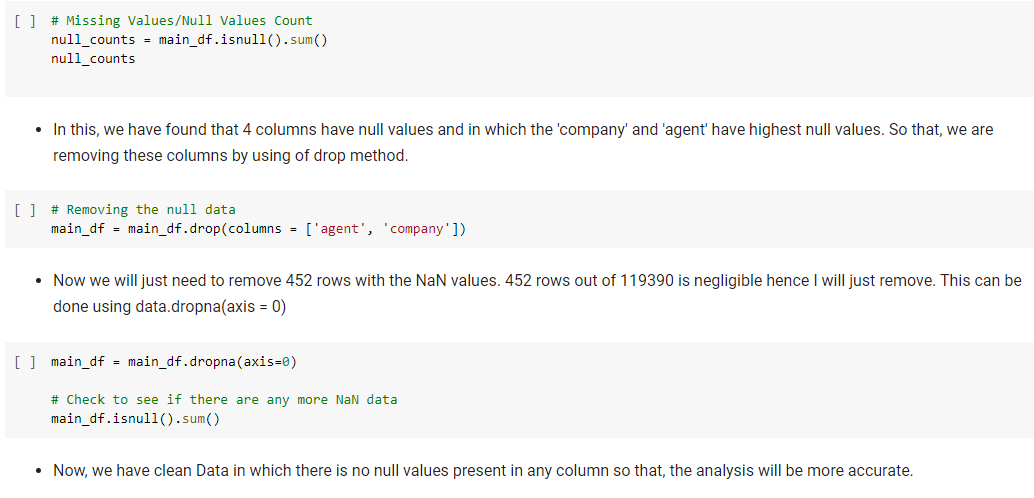 [ ] # Missing Values/Null Values Count
null_counts = main_df.isnull().sum()
null_counts
• In this, we have found that 4 columns have null values and in which the 'company' and 'agent' have highest null values. So that, we are
removing these columns by using of drop method.
[ ] # Removing the null data
main_df = main_df.drop(columns = ['agent', 'company'])
• Now we will just need to remove 452 rows with the NaN values. 452 rows out of 119390 is negligible hence I will just remove. This can be
done using data.dropna(axis = 0)
[ ] main_df = main_df.dropna(axis=0)
# Check to see if there are any more NaN data
main_df.isnull().sum()
• Now, we have clean Data in which there is no null values present in any column so that, the analysis will be more accurate.